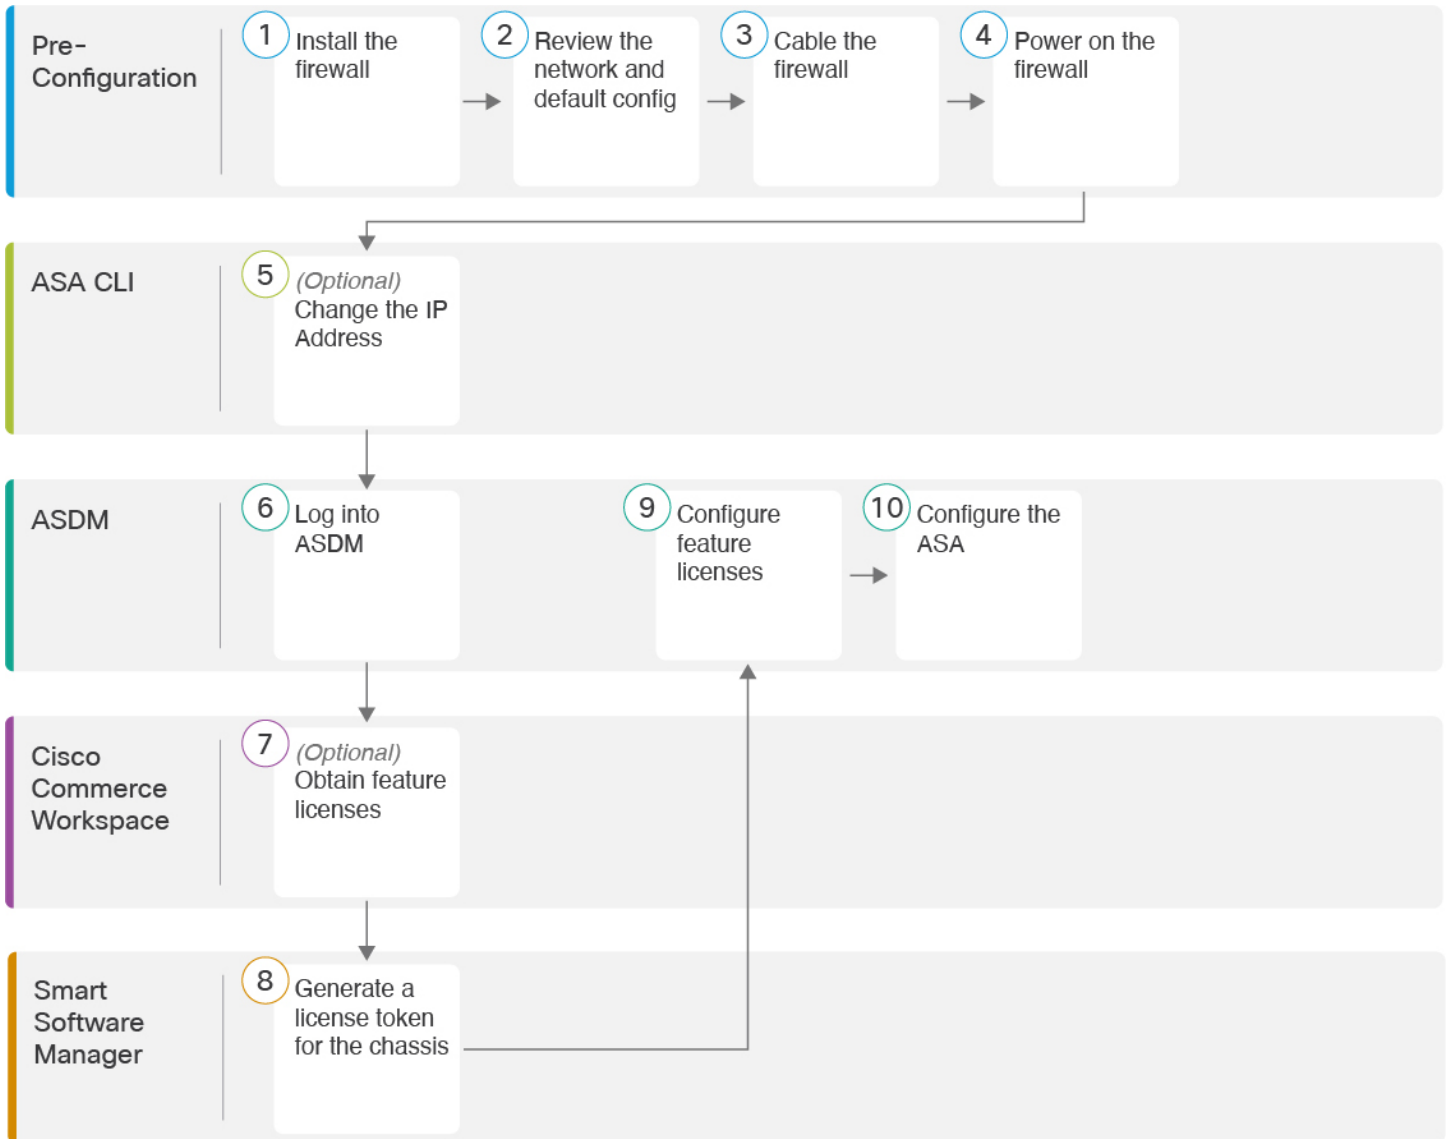 Pre-
Configuration
1
Install the
firewall
2
Review the
network and
default config
3
Cable the
firewall
4
Power on the
firewall
ASA CLI
5
(Optional)
Change the IP
Address
ASDM
6
Log into
ASDM
9
Configure
feature
licenses
10
Configure the
ASA
Cisco
Commerce
Workspace
7
(Optional)
Obtain feature
licenses
Smart
Software
Manager
8
Generate a
license token
for the chassis